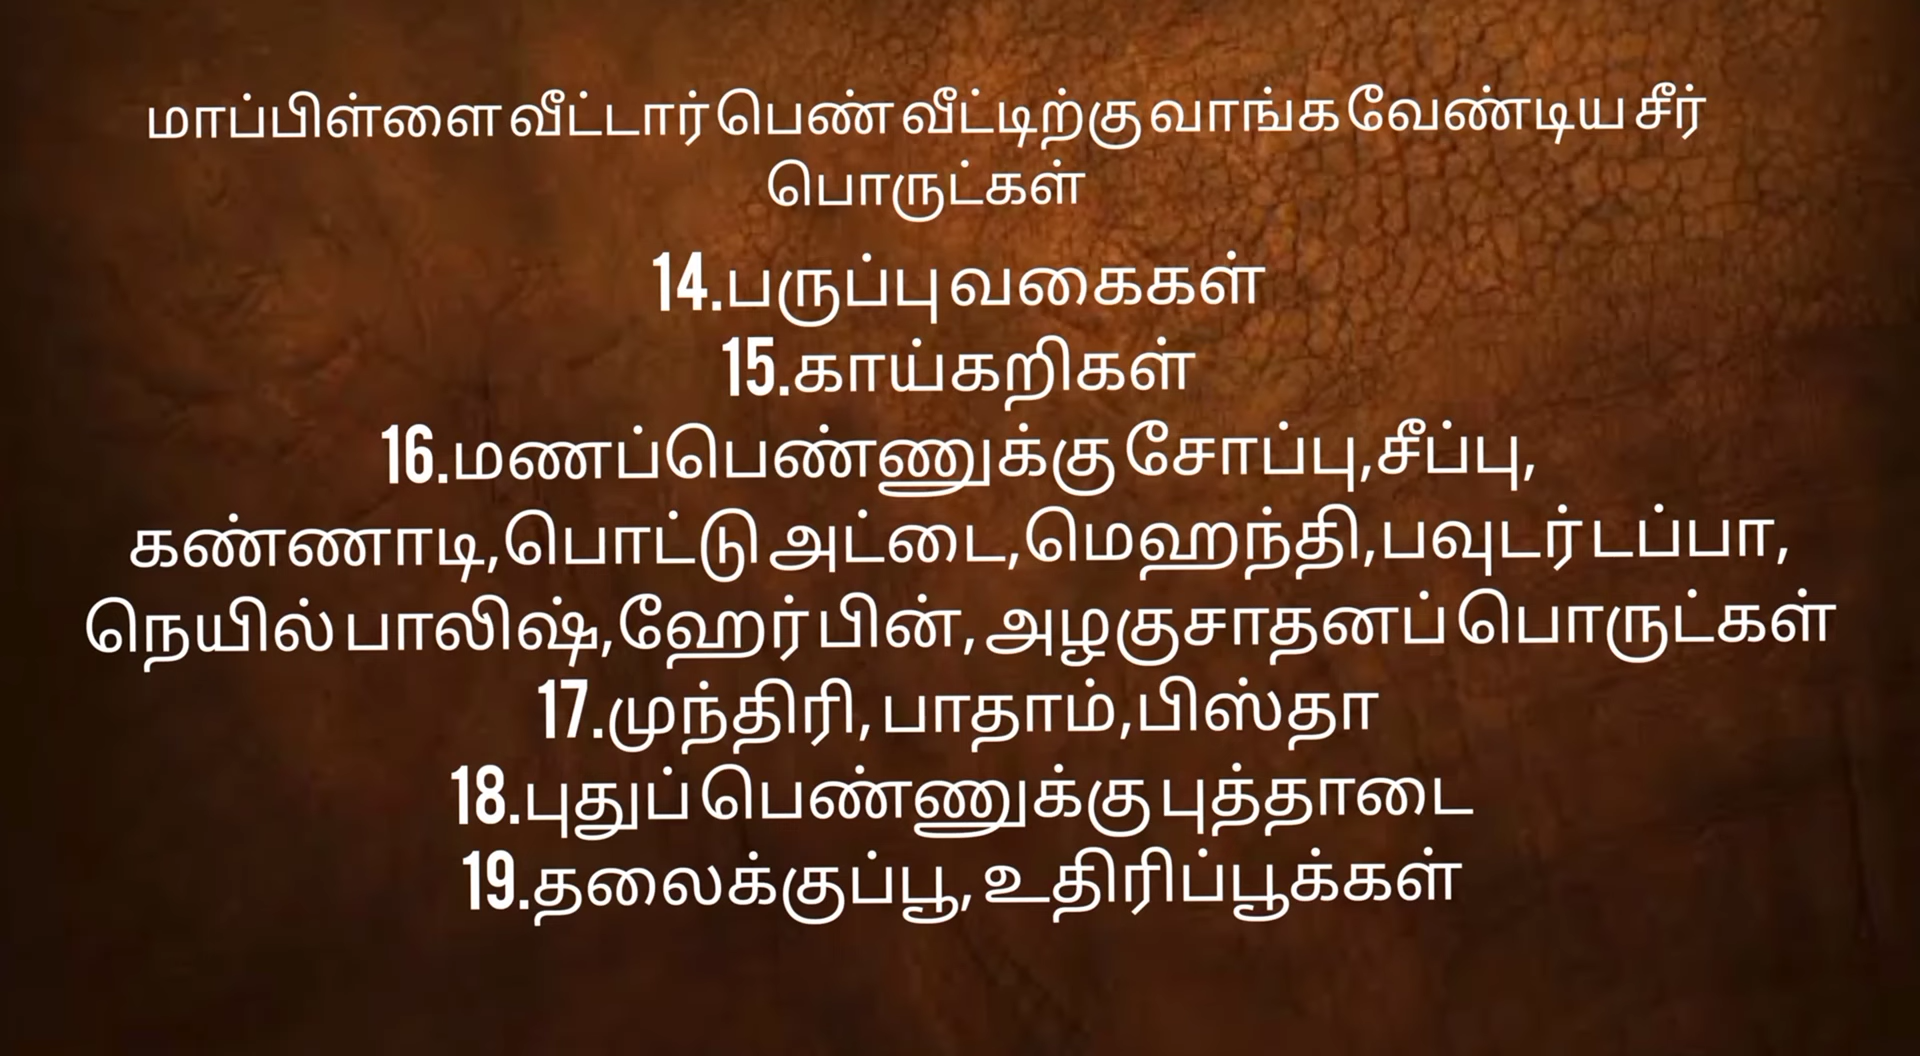 மாப்பிள்ளை வீட்டார் பெண் வீட்டிற்கு வாங்க வேண்டிய சீர்
பொருட்கள்
14.பருப்பு வகைகள்
15.காய்கறிகள்
16.மணப்பெண்ணுக்கு சோப்பு,சீப்பு,
கண்ணாடி,பொட்டு அட்டை,மெஹந்தி,பவுடர் டப்பா,
நெயில் பாலிஷ்,ஹேர் பின், அழகுசாதனப் பொருட்கள்
17.முந்திரி, பாதாம்,பிஸ்தா
18.புதுப் பெண்ணுக்கு புத்தாடை
19.தலைக்குப்பூ, உதிரிப்பூக்கள்